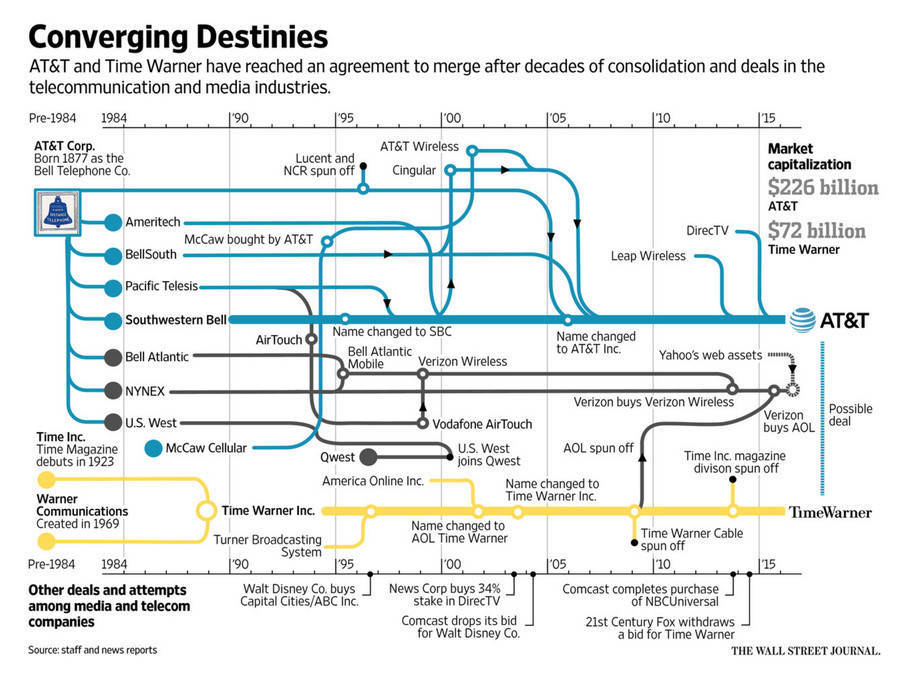 Converging Destinies
AT&T and Time Warner have reached an agreement to merge after decades of consolidation and deals in the
telecommunication and media industries.
Pre-1984 1984 '90 '95 '00 '05 '10 '15
AT&T Corp.
Born 1877 as the
Bell Telephone Co.
Lucent and
NCR spun off
AT&T Wireless
Cingular
Market
capitalization
$226 billion
AT&T
$72 billion
Time Warner
Ameritech
McCaw bought by AT&T
BellSouth
DirecTV
Leap Wireless
Pacific Telesis
Southwestern Bell
Name changed to SBC
Name changed
to AT&T Inc.
AT&T
AirTouch
Bell Atlantic
Bell Atlantic
Mobile
Verizon Wireless
Yahoo's web assets
NYNEX
Verizon buys Verizon Wireless
Verizon
buys AOL
Possible
deal
U.S. West
Vodafone AirTouch
McCaw Cellular
Qwest
U.S. West
joins Qwest
AOL spun off
Time Inc.
Time Magazine
debuts in 1923
Time Inc. magazine
divison spun off
America Online Inc.
Name changed to
Time Warner Inc.
Warner
Communications
Created in 1969
Time Warner Inc.
TimeWarner
Name changed to
AOL Time Warner
Turner Broadcasting
System
Time Warner Cable
spun off
Pre-1984 1984 '90 '95 '00 '05 '10 '15
Other deals and attempts
among media and telecom
companies
Walt Disney Co. buys
Capital Cities/ABC Inc.
News Corp buys 34%
stake in DirecTV
Comcast drops its bid
for Walt Disney Co.
Comcast completes purchase
of NBCUniversal
21st Century Fox withdraws
a bid for Time Warner
Source: staff and news reports
THE WALL STREET JOURNAL.